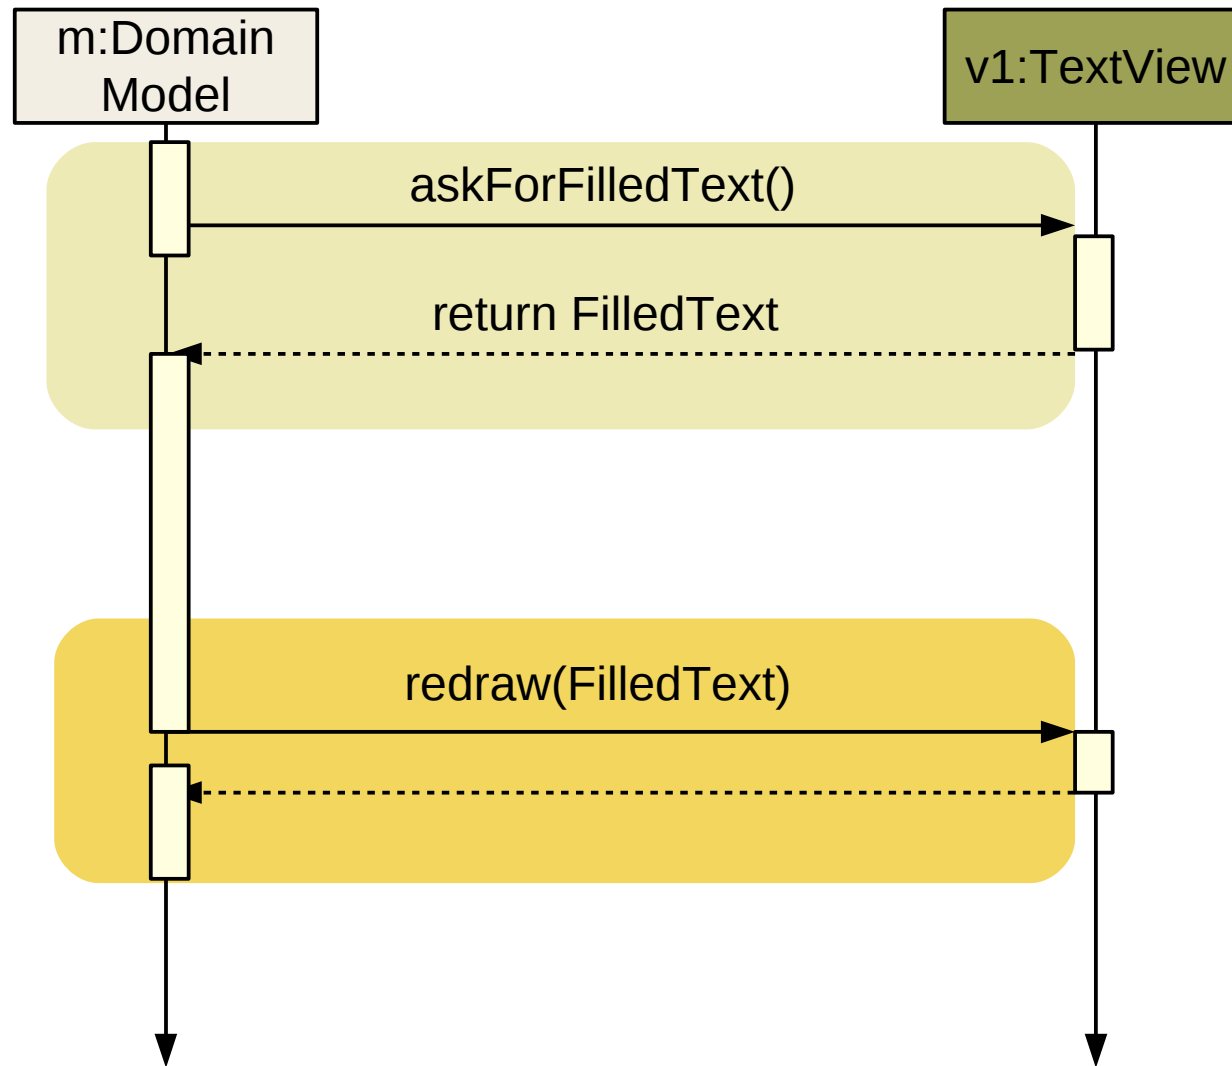 m:Domain
Model
v1:TextView
askForFilledText()
return FilledText
redraw(FilledText)